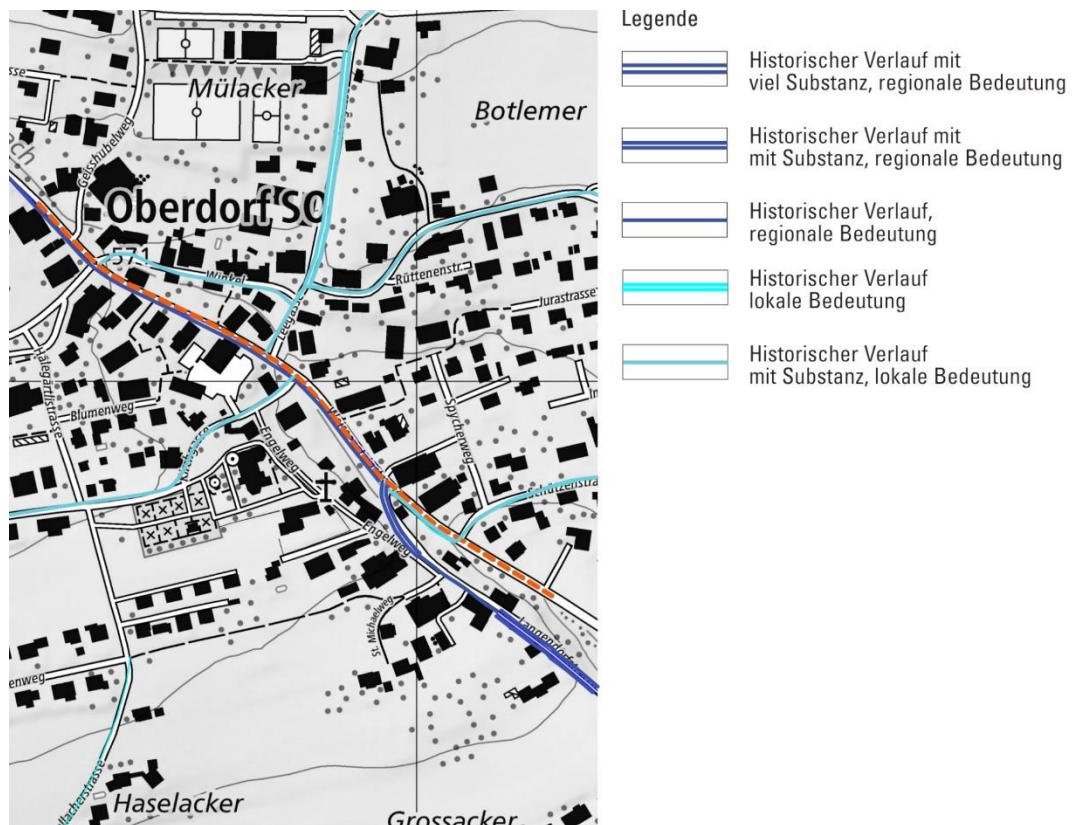 Legende
Historischer Verlauf mit
viel Substanz, regionale Bedeutung
Historischer Verlauf mit
mit Substanz, regionale Bedeutung
Historischer Verlauf,
regionale Bedeutung
Historischer Verlauf
lokale Bedeutung
Historischer Verlauf
mit Substanz, lokale Bedeutung
Mülacker
Botlemer
Geisshubelweg
Oberdorf SO
571
Winkel
Rüttenenstr.
Jurastrasse
Blumenweg
Engelweg
Spycherweg
Engelweg
St. Michaelweg
Haselacker
Grossacker